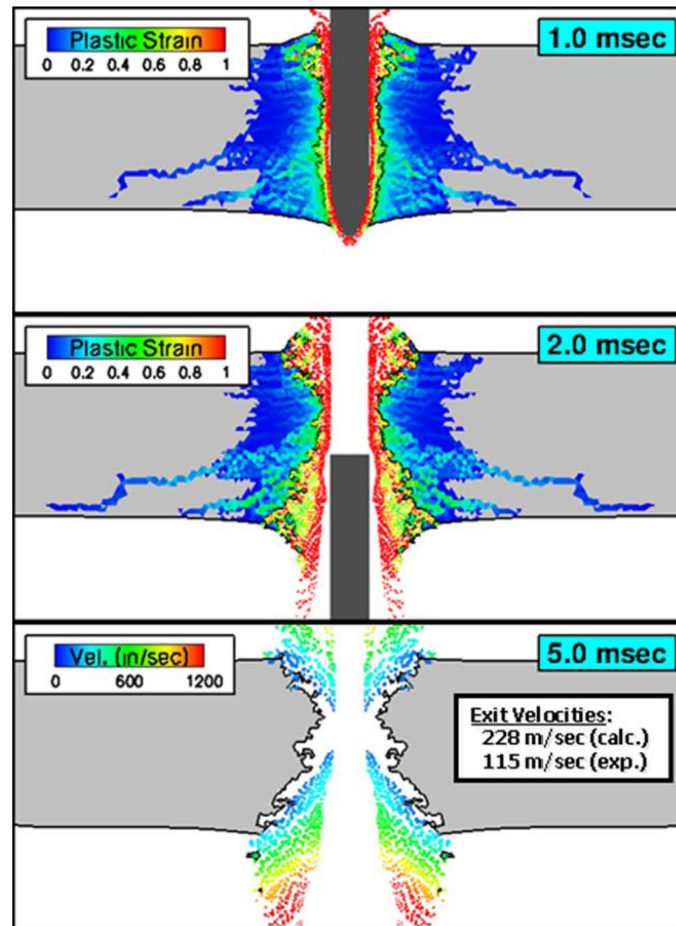 Plastic Strain
0 0.2 0.4 0.6 0.8 1
1.0 msec
Plastic Strain
0 0.2 0.4 0.6 0.8 1
2.0 msec
Vel. (in/sec)
0 600 1200
5.0 msec
Exit Velocities:
228 m/sec (calc.)
115 m/sec (exp.)